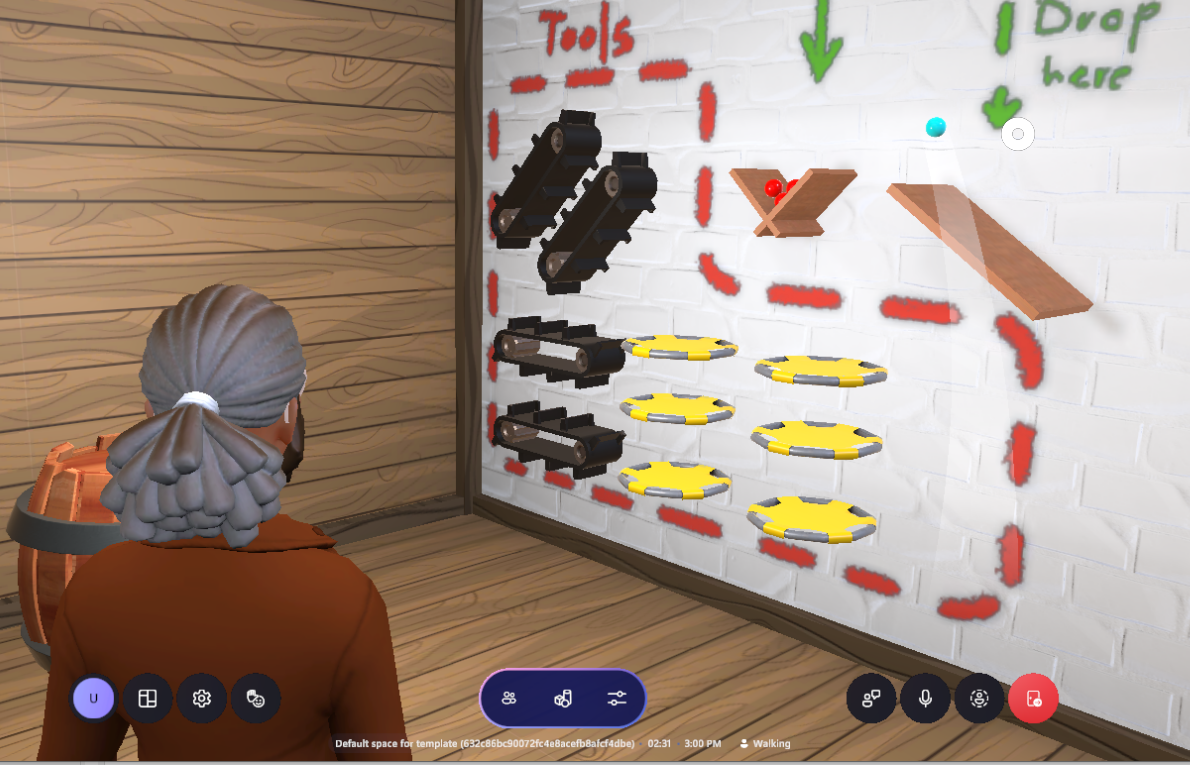 Tools
Drop
here
U
Default space for template (632c86bc90072fc4e8acefb8a1cf4dbe) 02:31 3:00 PM Walking